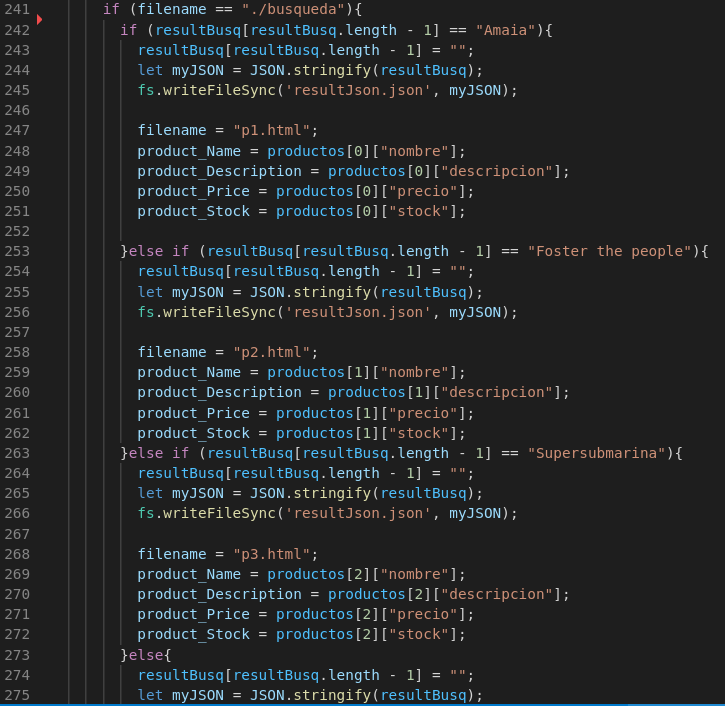 241 if (filename == "./busqueda"){
242 if (resultBusq[resultBusq.length - 1] == "Amaia"){
243 resultBusq[resultBusq.length - 1] = "";
244 let myJSON = JSON.stringify(resultBusq);
245 fs.writeFileSync('resultJson.json', myJSON);
246
247 filename = "p1.html";
248 product_Name = productos[0]["nombre"];
249 product_Description = productos[0]["descripcion"];
250 product_Price = productos[0]["precio"];
251 product_Stock = productos[0]["stock"];
252
253 }else if (resultBusq[resultBusq.length - 1] == "Foster the people"){
254 resultBusq[resultBusq.length - 1] = "";
255 let myJSON = JSON.stringify(resultBusq);
256 fs.writeFileSync('resultJson.json', myJSON);
257
258 filename = "p2.html";
259 product_Name = productos[1]["nombre"];
260 product_Description = productos[1]["descripcion"];
261 product_Price = productos[1]["precio"];
262 product_Stock = productos[1]["stock"];
263 }else if (resultBusq[resultBusq.length - 1] == "Supersubmarina"){
264 resultBusq[resultBusq.length - 1] = "";
265 let myJSON = JSON.stringify(resultBusq);
266 fs.writeFileSync('resultJson.json', myJSON);
267
268 filename = "p3.html";
269 product_Name = productos[2]["nombre"];
270 product_Description = productos[2]["descripcion"];
271 product_Price = productos[2]["precio"];
272 product_Stock = productos[2]["stock"];
273 }else{
274 resultBusq[resultBusq.length - 1] = "";
275 let myJSON = JSON.stringify(resultBusq);